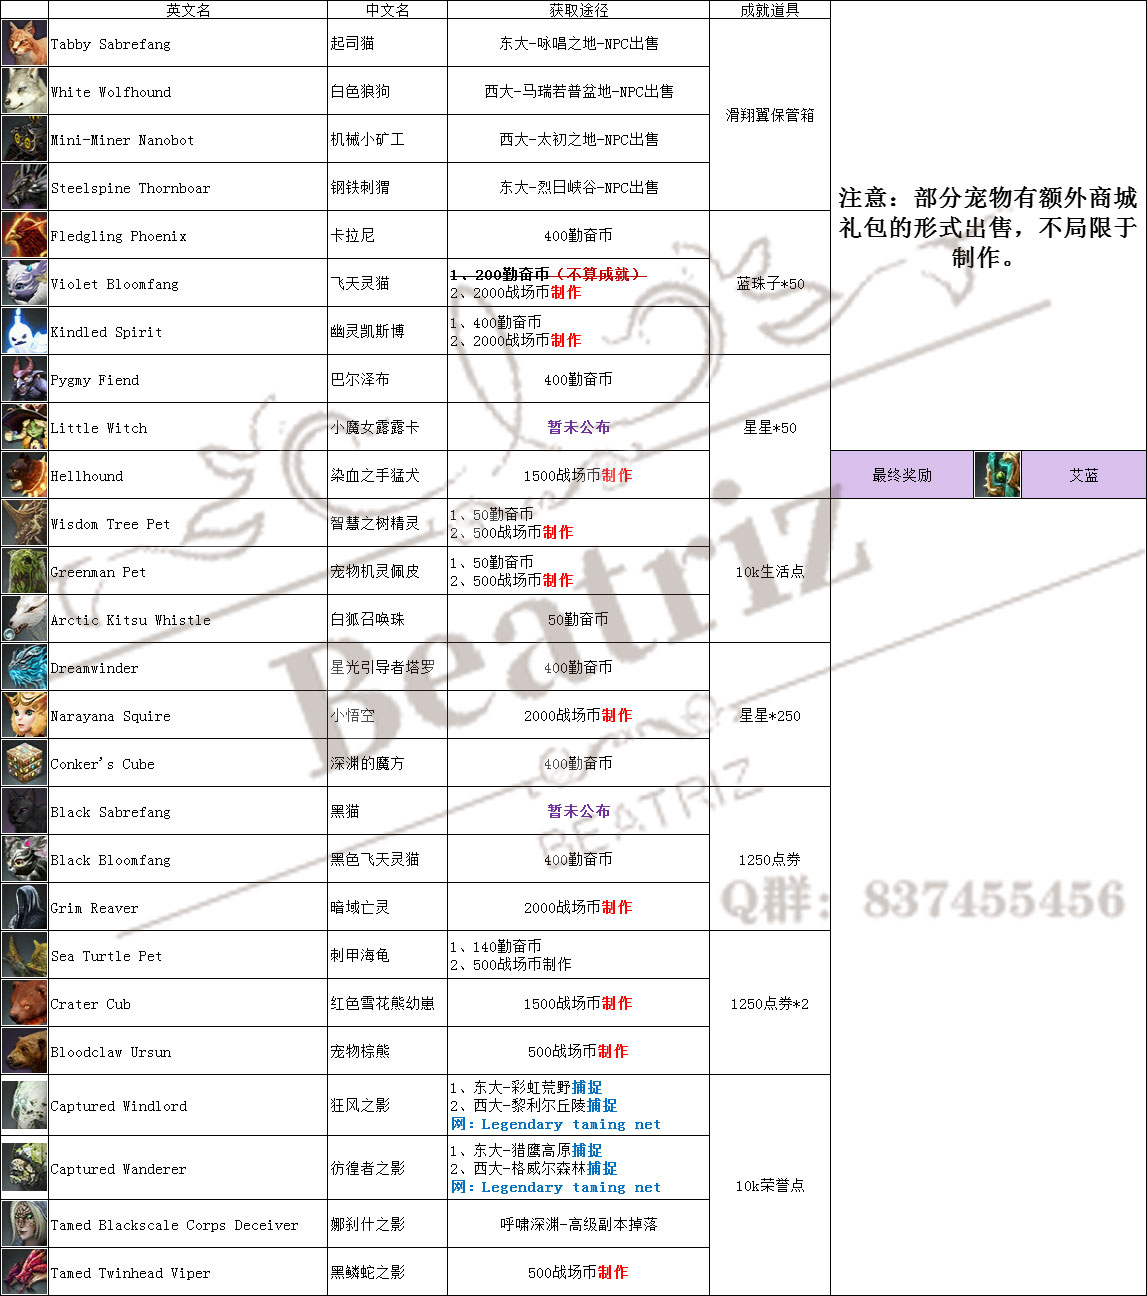 英文名 中文名 获取途径 成就道具
Tabby Sabrefang 起司猫 东大-咏唱之地-NPC出售
White Wolfhound 白色狼狗 西大-马瑞若普盆地-NPC出售
滑翔翼保管箱
Mini-Miner Nanobot 机械小矿工 西大-太初之地-NPC出售
Steelspine Thornboar 钢铁刺猬 东大-烈日峡谷-NPC出售
注意：部分宠物有额外商城
礼包的形式出售，不局限于
制作。
Fledgling Phoenix 卡拉尼 400勤奋币
Violet Bloomfang 飞天灵猫 1、200勤奋币（不算成就）
2、2000战场币制作
蓝珠子*50
Kindled Spirit 幽灵凯斯博 1、400勤奋币
2、2000战场币制作
Pygmy Fiend 巴尔泽布 400勤奋币
Little Witch 小魔女露露卡 暂未公布 星星*50
Hellhound 染血之手猛犬 1500战场币制作
最终奖励 艾蓝
Wisdom Tree Pet 智慧之树精灵 1、50勤奋币
2、500战场币制作
Greenman Pet 宠物机灵佩皮 1、50勤奋币
2、500战场币制作
10k生活点
Arctic Kitsu Whistle 白狐召唤珠 50勤奋币
Dreamwinder 星光引导者塔罗 400勤奋币
Narayana Squire 小悟空 2000战场币制作 星星*250
Conker's Cube 深渊的魔方 400勤奋币
Black Sabrefang 黑猫 暂未公布
Black Bloomfang 黑色飞天灵猫 400勤奋币 1250点券
Grim Reaver 暗域亡灵 2000战场币制作
Sea Turtle Pet 刺甲海龟 1、140勤奋币
2、500战场币制作
Crater Cub 红色雪花熊幼崽 1500战场币制作 1250点券*2
Bloodclaw Ursun 宠物棕熊 500战场币制作
Captured Windlord 狂风之影 1、东大-彩虹荒野捕捉
2、西大-黎利尔丘陵捕捉
网：Legendary taming net
Captured Wanderer 彷徨者之影 1、东大-猎鹰高原捕捉
2、西大-格威尔森林捕捉
网：Legendary taming net
10k荣誉点
Tamed Blackscale Corps Deceiver 娜刹什之影 呼啸深渊-高级副本掉落
Tamed Twinhead Viper 黑鳞蛇之影 500战场币制作
Beatriz
BEATRIZ
Q群：837455456